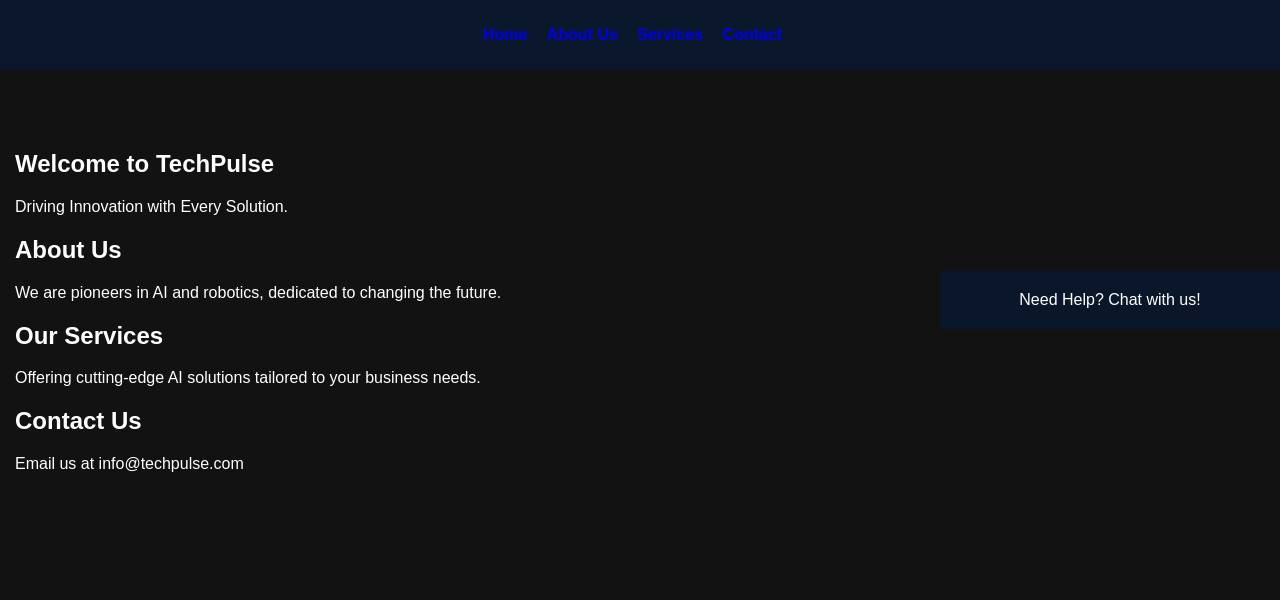 Home About Us Services Contact
Welcome to TechPulse
Driving Innovation with Every Solution.
About Us
We are pioneers in AI and robotics, dedicated to changing the future.
Need Help? Chat with us!
Our Services
Offering cutting-edge AI solutions tailored to your business needs.
Contact Us
Email us at info@techpulse.com